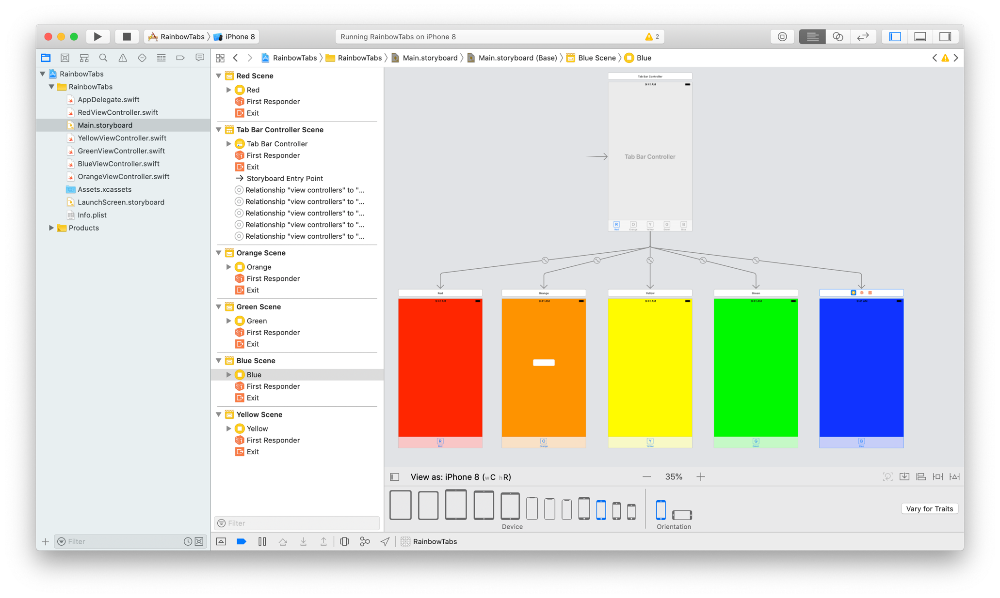 RainbowTabs iPhone 8
Running RainbowTabs on iPhone 8
2
RainbowTabs RainbowTabs Main.storyboard Main.storyboard (Base) Blue Scene Blue
RainbowTabs
RainbowTabs
AppDelegate.swift
RedViewController.swift
Main.storyboard
YellowViewController.swift
GreenViewController.swift
BlueViewController.swift
OrangeViewController.swift
Assets.xcassets
LaunchScreen.storyboard
Info.plist
Products
Filter
Red Scene
Red
First Responder
Exit
Tab Bar Controller Scene
Tab Bar Controller
First Responder
Exit
Storyboard Entry Point
Relationship "view controllers" to "...
Relationship "view controllers" to "...
Relationship "view controllers" to "...
Relationship "view controllers" to "...
Relationship "view controllers" to "...
Orange Scene
Orange
First Responder
Exit
Green Scene
Green
First Responder
Exit
Blue Scene
Blue
First Responder
Exit
Yellow Scene
Yellow
First Responder
Exit
Filter
Tab Bar Controller
9:41 AM
Tab Bar Controller
R O Y G B
Red Orange Yellow Green Blue
Red Orange Yellow Green
9:41 AM 9:41 AM 9:41 AM 9:41 AM 9:41 AM
R O Y G B
Red Orange Yellow Green Blue
View as: iPhone 8 (wC hR)
35%
Device
Orientation
Vary for Traits
RainbowTabs